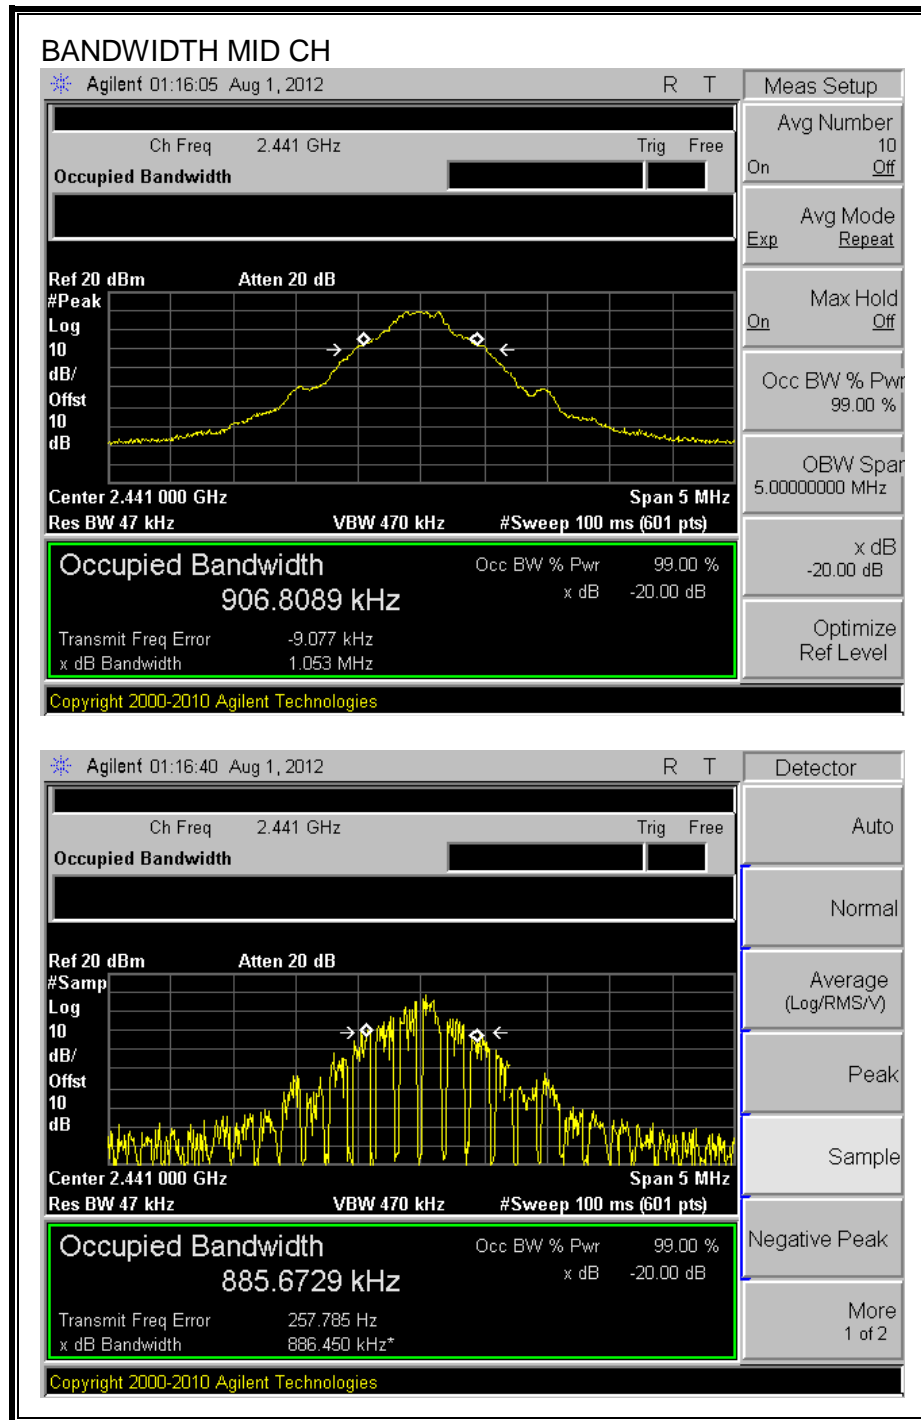 BANDWIDTH MID CH
Agilent 01:16:05 Aug 1, 2012 R T
Meas Setup
Ch Freq 2.441 GHz Trig Free
Occupied Bandwidth
Avg Number
10
On Off
Avg Mode
Exp Repeat
Max Hold
On Off
Occ BW % Pwr
99.00 %
OBW Span
5.00000000 MHz
x dB
-20.00 dB
Optimize
Ref Level
Ref 20 dBm Atten 20 dB
#Peak
Log
10
dB/
Offst
10
dB
Center 2.441 000 GHz Span 5 MHz
Res BW 47 kHz VBW 470 kHz #Sweep 100 ms (601 pts)
Occupied Bandwidth Occ BW % Pwr 99.00 %
906.8089 kHz x dB -20.00 dB
Transmit Freq Error -9.077 kHz
x dB Bandwidth 1.053 MHz
Copyright 2000-2010 Agilent Technologies
Agilent 01:16:40 Aug 1, 2012 R T
Detector
Ch Freq 2.441 GHz Trig Free
Occupied Bandwidth
Auto
Normal
Average
(Log/RMS/V)
Peak
Sample
Negative Peak
More
1 of 2
Ref 20 dBm Atten 20 dB
#Samp
Log
10
dB/
Offst
10
dB
Center 2.441 000 GHz Span 5 MHz
Res BW 47 kHz VBW 470 kHz #Sweep 100 ms (601 pts)
Occupied Bandwidth Occ BW % Pwr 99.00 %
885.6729 kHz x dB -20.00 dB
Transmit Freq Error 257.785 Hz
x dB Bandwidth 886.450 kHz*
Copyright 2000-2010 Agilent Technologies